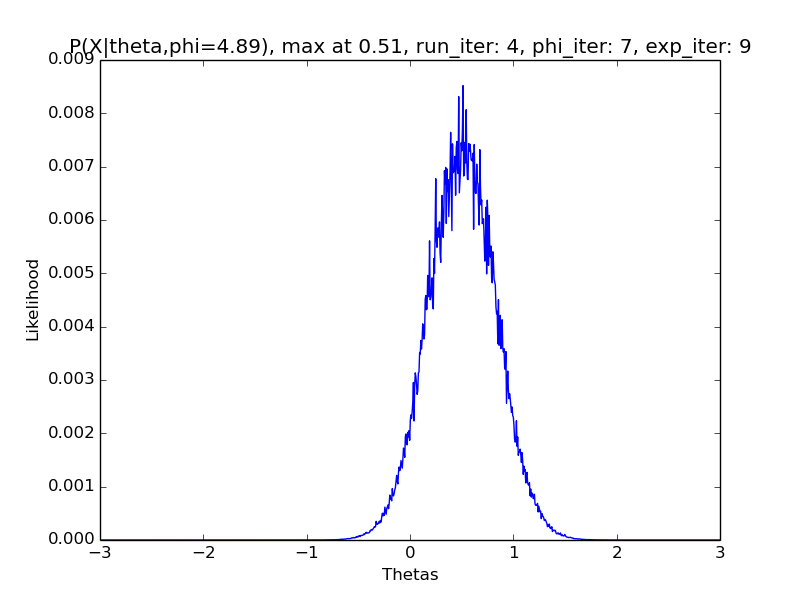 P(X|theta,phi=4.89), max at 0.51, run_iter: 4, phi_iter: 7, exp_iter: 9
0.009
0.008
0.007
0.006
0.005
0.004
0.003
0.002
0.001
0.000
Likelihood
−3 −2 −1 0 1 2 3
Thetas